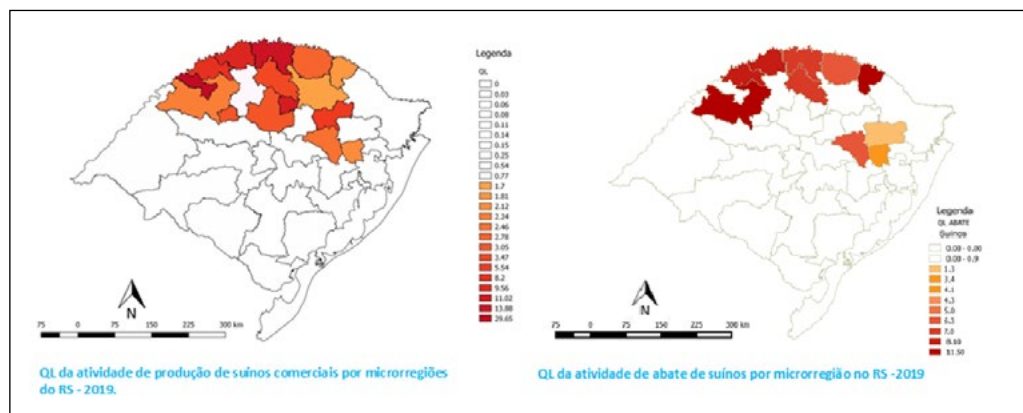 Legenda
QL
0
0.03
0.06
0.08
0.11
0.14
0.15
0.25
0.54
0.77
1.7
1.81
2.12
2.24
2.46
2.78
3.05
3.47
5.54
8.2
9.56
11.02
13.88
29.65
N
75 0 75 150 225 300 km
QL da atividade de produção de suínos comerciais por microrregiões
do RS - 2019.
Legenda
QL ABATE
Suínos
0.00 - 0.00
0.00 - 0.9
1.3
4.1
4.3
5.0
6.5
7.0
11.50
N
75 0 75 150 225 300 km
QL da atividade de abate de suínos por microrregião no RS -2019